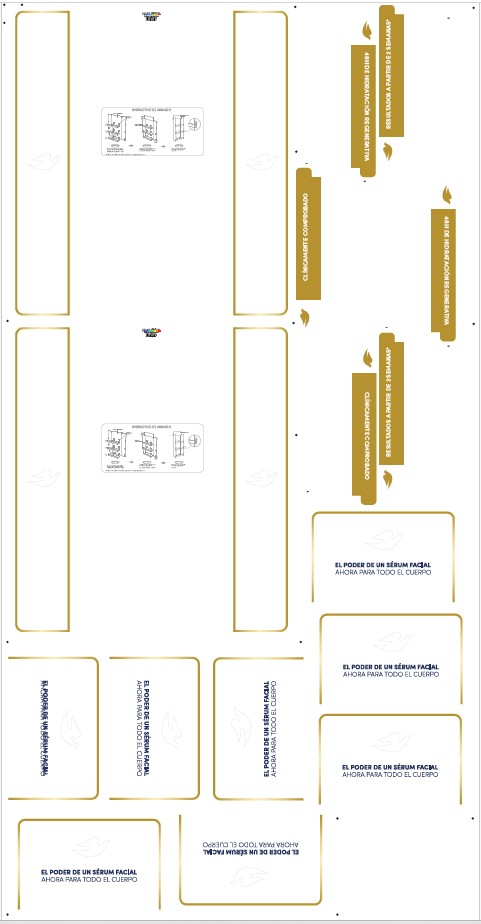 INSTRUCTIVO DE ARMADO
48H DE HIDRATACIÓN REGENERATIVA
RESULTADOS A PARTIR DE 2 SEMANAS*
CLÍNICAMENTE COMPROBADO
48H DE HIDRATACIÓN REGENERATIVA
INSTRUCTIVO DE ARMADO
CLÍNICAMENTE COMPROBADO
RESULTADOS A PARTIR DE 2 SEMANAS*
EL PODER DE UN SÉRUM FACIAL
AHORA PARA TODO EL CUERPO
EL PODER DE UN SÉRUM FACIAL
AHORA PARA TODO EL CUERPO
EL PODER DE UN SÉRUM FACIAL
AHORA PARA TODO EL CUERPO
EL PODER DE UN SÉRUM FACIAL
AHORA PARA TODO EL CUERPO
EL PODER DE UN SÉRUM FACIAL
AHORA PARA TODO EL CUERPO
EL PODER DE UN SÉRUM FACIAL
AHORA PARA TODO EL CUERPO
EL PODER DE UN SÉRUM FACIAL
AHORA PARA TODO EL CUERPO
EL PODER DE UN SÉRUM FACIAL
AHORA PARA TODO EL CUERPO